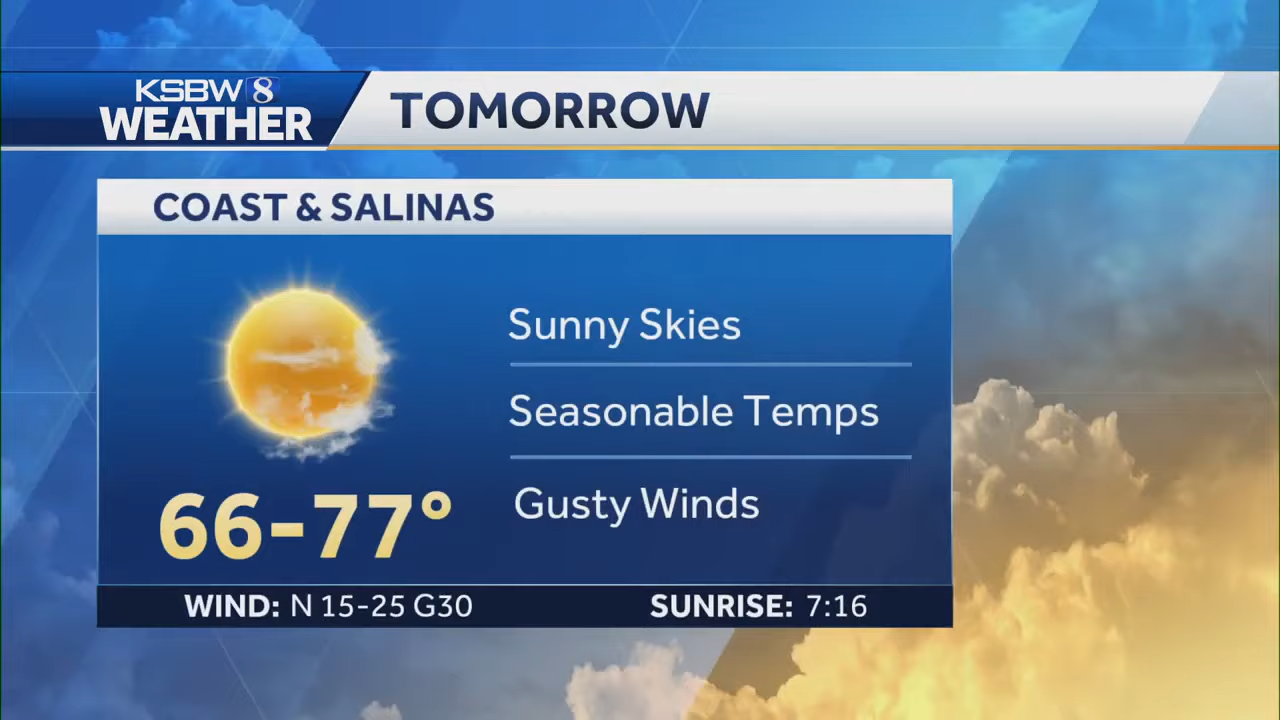 KSBW 8
WEATHER
TOMORROW
COAST & SALINAS
Sunny Skies
Seasonable Temps
Gusty Winds
66-77°
WIND: N 15-25 G30
SUNRISE: 7:16